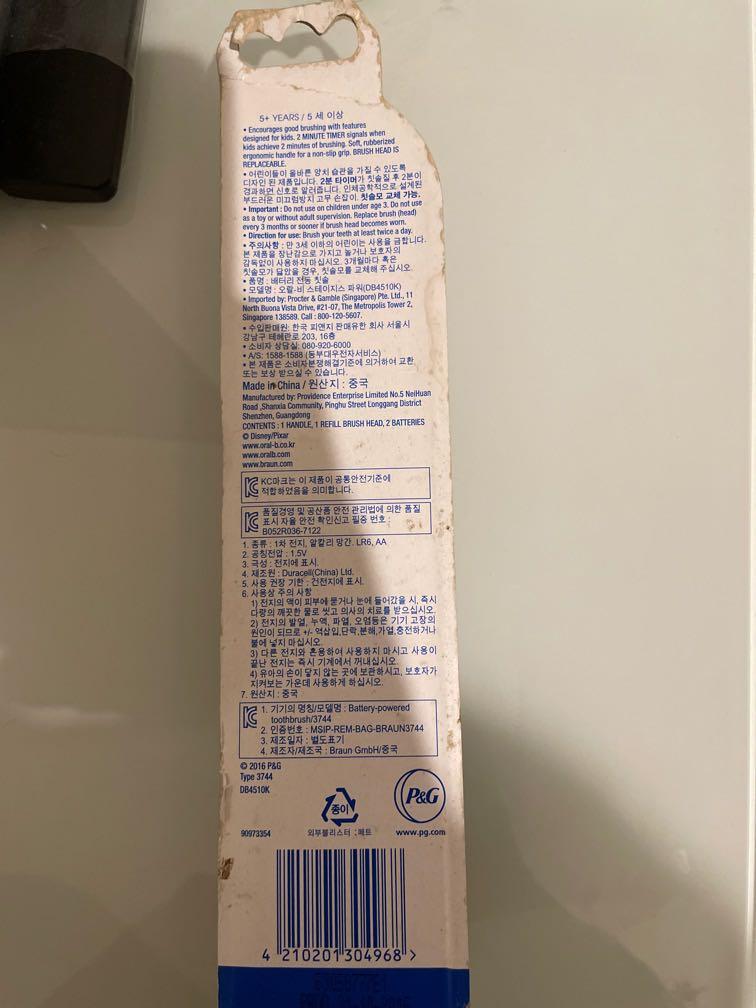 5+ YEARS / 5 세 이상
• Encourages good brushing with features
designed for kids. 2 MINUTE TIMER signals when
kids achieve 2 minutes of brushing. Soft, rubberized
ergonomic handle for a non-slip grip. BRUSH HEAD IS
REPLACEABLE.
• 어린이들이 올바른 양치 습관을 가질 수 있도록
디자인 된 제품입니다. 2분 타이머가 칫솔질 후 2분이
경과하면 신호로 알려줍니다. 인체공학적으로 설계된
부드러운 미끄럼방지 고무 손잡이. 칫솔모 교체 가능.
• Important : Do not use on children under age 3. Do not use
as a toy or without adult supervision. Replace brush (head)
every 3 months or sooner if brush head becomes worn.
• Direction for use: Brush your teeth at least twice a day.
• 주의사항 : 만 3세 이하의 어린이는 사용을 금합니다.
본 제품을 장난감으로 가지고 놀거나 보호자의
감독없이 사용하지 마십시오. 3개월마다 혹은
칫솔모가 닳았을 경우, 칫솔모를 교체해 주십시오.
• 품명 : 배터리 전동 칫솔
• 모델명 : 오랄-비 스테이지스 파워(DB4510K)
• Imported by: Procter & Gamble (Singapore) Pte. Ltd., 11
North Buona Vista Drive, #21-07, The Metropolis Tower 2,
Singapore 138589. Call : 800-120-5607.
• 수입판매원: 한국 피앤지 판매유한 회사 서울시
강남구 테헤란로 203, 16층
• 소비자 상담실: 080-920-6000
• A/S: 1588-1588 (동부대우전자서비스)
• 본 제품은 소비자분쟁해결기준에 의거하여 교환,
또는 보상 받으실 수 있습니다.
Made in China / 원산지 : 중국
Manufactured by: Providence Enterprise Limited No.5 NeiHuan
Road ,Shanxia Community, Pinghu Street Longgang District
Shenzhen, Guangdong
CONTENTS : 1 HANDLE, 1 REFILL BRUSH HEAD, 2 BATTERIES
© Disney/Pixar
www.oral-b.co.kr
www.oralb.com
www.braun.com
KC마크는 이 제품이 공통안전기준에
적합하였음을 의미합니다.
품질경영 및 공산품 안전 관리법에 의한 품질
표시 자율 안전 확인신고 필증 번호 :
B052R036-7122
1. 종류 : 1차 전지, 알칼리 망간. LR6, AA
2. 공칭전압 : 1.5V
3. 극성 : 전지에 표시.
4. 제조원 : Duracell(China) Ltd.
5. 사용 권장 기한 : 건전지에 표시.
6. 사용상 주의 사항
1) 전지의 액이 피부에 묻거나 눈에 들어갔을 시, 즉시
다량의 깨끗한 물로 씻고 의사의 치료를 받으십시오.
2) 전지의 발열, 누액, 파열, 오염등은 기기 고장의
원인이 되므로 +/- 역삽입,단락,분해,가열,충전하거나
불에 넣지 마십시오.
3) 다른 전지와 혼용하여 사용하지 마시고 사용이
끝난 전지는 즉시 기계에서 꺼내십시오.
4) 유아의 손이 닿지 않는 곳에 보관하시고, 보호자가
지켜보는 가운데 사용하게 하십시오.
7. 원산지 : 중국
1. 기기의 명칭/모델명 : Battery-powered
toothbrush/3744
2. 인증번호 : MSIP-REM-BAG-BRAUN3744
3. 제조일자 : 별도표기
4. 제조자/제조국 : Braun GmbH/중국
© 2016 P&G
Type 3744
DB4510K
종이
P&G
90973354
외부블리스터 : 페트
www.pg.com
4 210201 304968 >